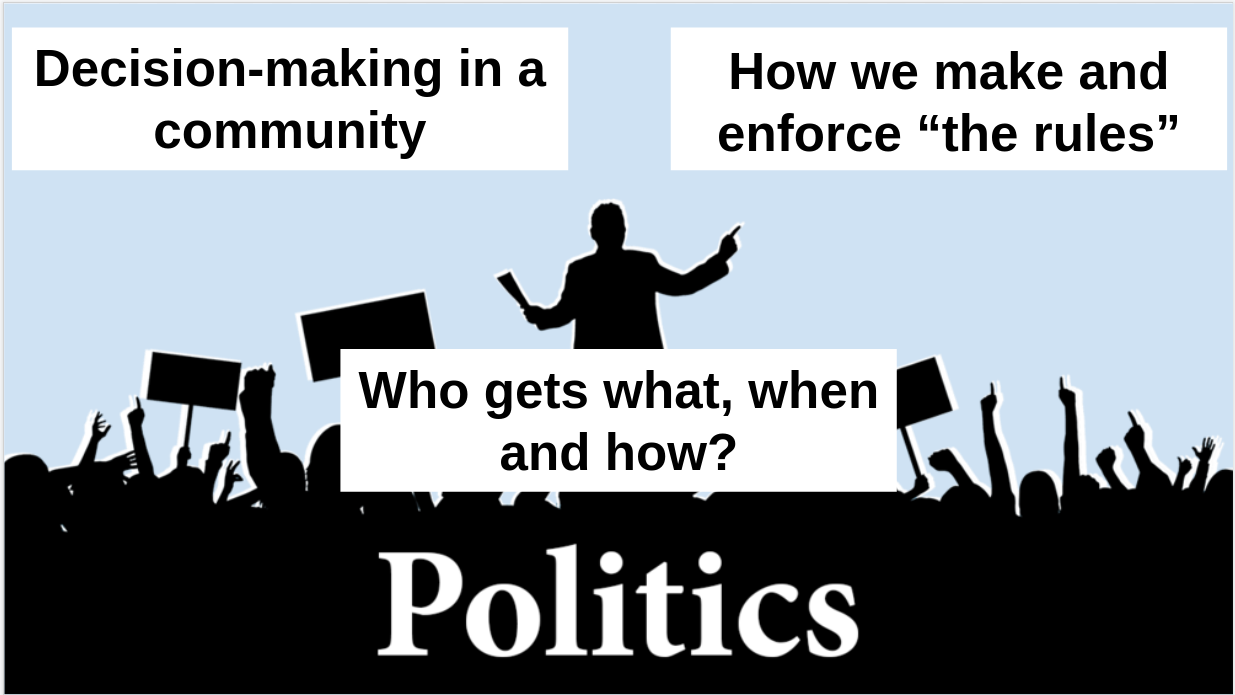 Decision-making in a
community
How we make and
enforce “the rules”
Who gets what, when
and how?
Politics